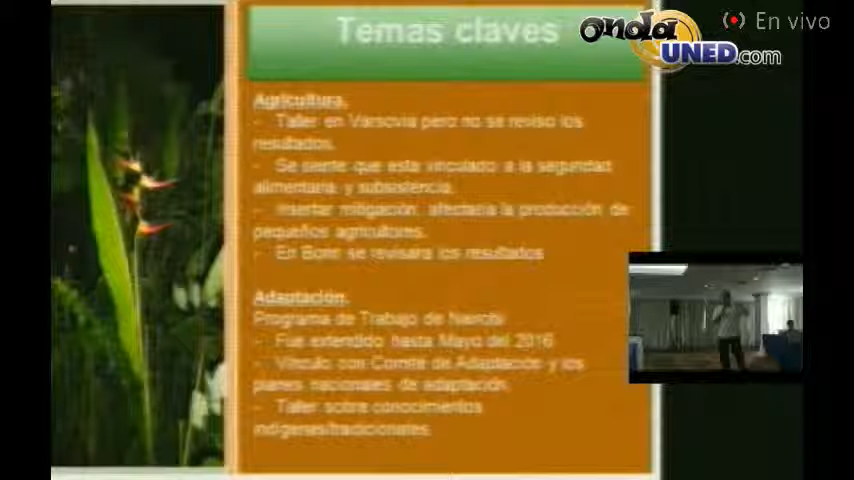 Temas claves
onda
UNED.com
En vivo
Agricultura.
- Taller en Varsovia pero no se reviso los
resultados.
- Se siente que esta vinculado a la seguridad
alimentaria y subsistencia.
- Insertar mitigación afectaria la producción de
pequeños agricultores.
- En Bonn se revisara los resultados
Adaptación.
Programa de Trabajo de Nairobi
- Fue extendido hasta Mayo del 2016
- Vinculo con Comite de Adaptación y los
planes nacionales de adaptación.
- Taller sobre conocimientos
indígenas/tradicionales